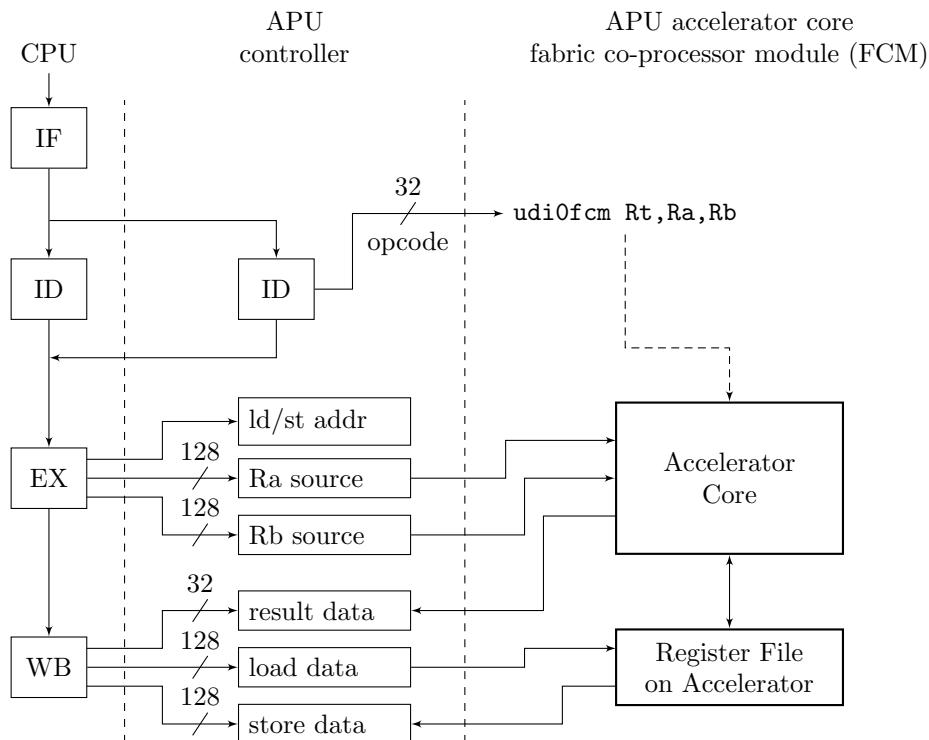 CPU
APU
controller
APU accelerator core
fabric co-processor module (FCM)
IF
32
opcode
udi0fcm Rt,Ra,Rb
ID
ID
ld/st addr
128
EX
Ra source
128
Rb source
Accelerator
Core
32
result data
128
WB
load data
128
store data
Register File
on Accelerator